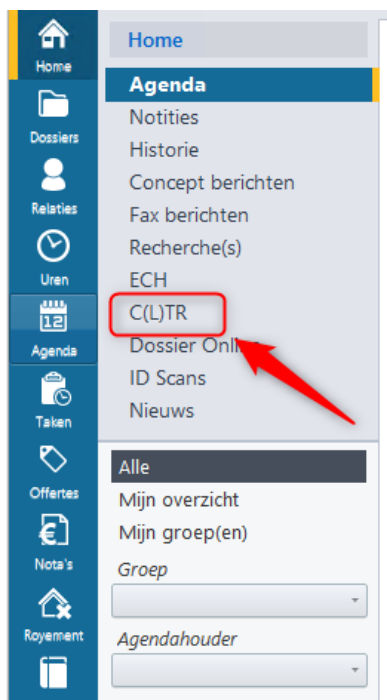 Home
Dossiers
Relaties
Uren
12
Agenda
Taken
Offertes
Nota's
Royement
Home
Agenda
Notities
Historie
Concept berichten
Fax berichten
Recherche(s)
ECH
C(L)TR
Dossier Online
ID Scans
Nieuws
Alle
Mijn overzicht
Mijn groep(en)
Groep
Agendahouder